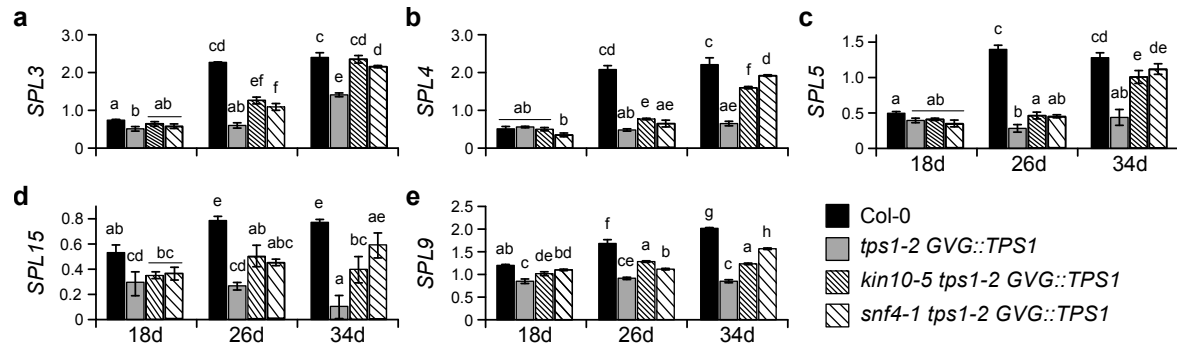 a
SPL3
3.0
2.0
1.0
0
a b ab
cd ab ef f
c e cd d
b
SPL4
3.0
2.0
1.0
0
ab b
cd ab e ae
c ae f d
c
SPL5
1.5
1.0
0.5
0
a ab
c b a ab
cd ab e de
18d 26d 34d
d
SPL15
0.8
0.6
0.4
0.2
0
ab cd bc
e cd ab abc
e a bc ae
18d 26d 34d
e
SPL9
2.5
2.0
1.5
1.0
0.5
0
ab c de bd
f ce a b
g c a h
18d 26d 34d
Col-0
tps1-2 GVG::TPS1
kin10-5 tps1-2 GVG::TPS1
snf4-1 tps1-2 GVG::TPS1